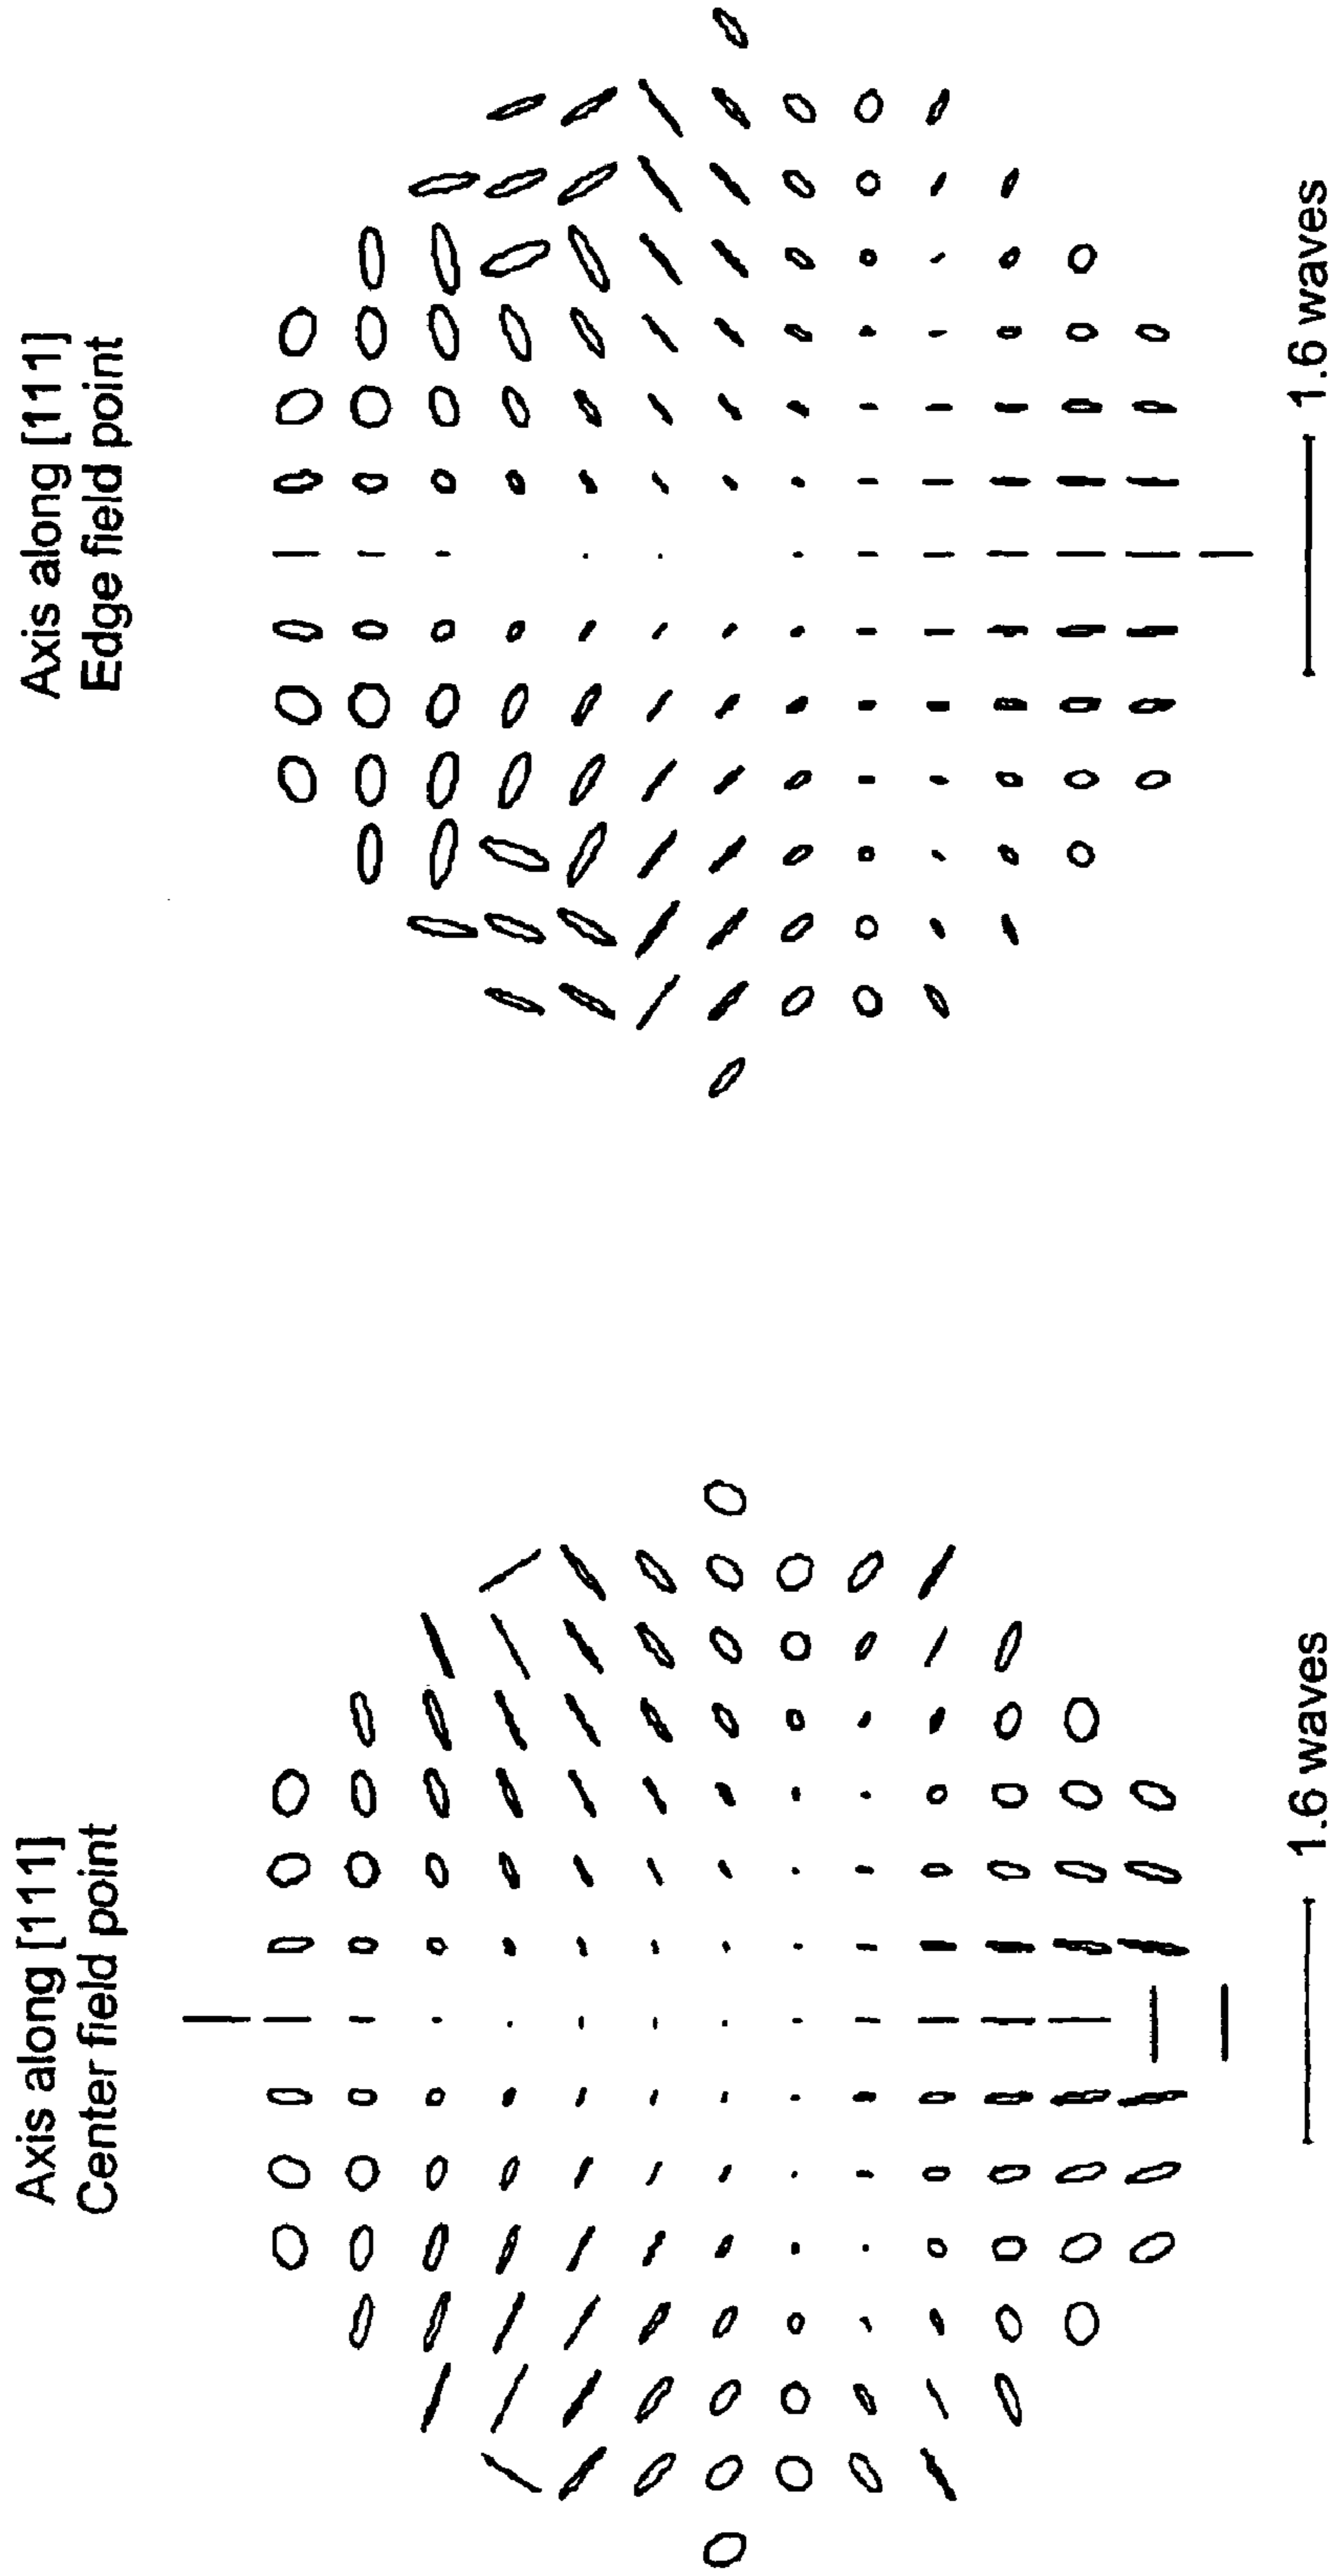 Axis along [111]
Center field point
1.6 waves
Axis along [111]
Edge field point
1.6 waves